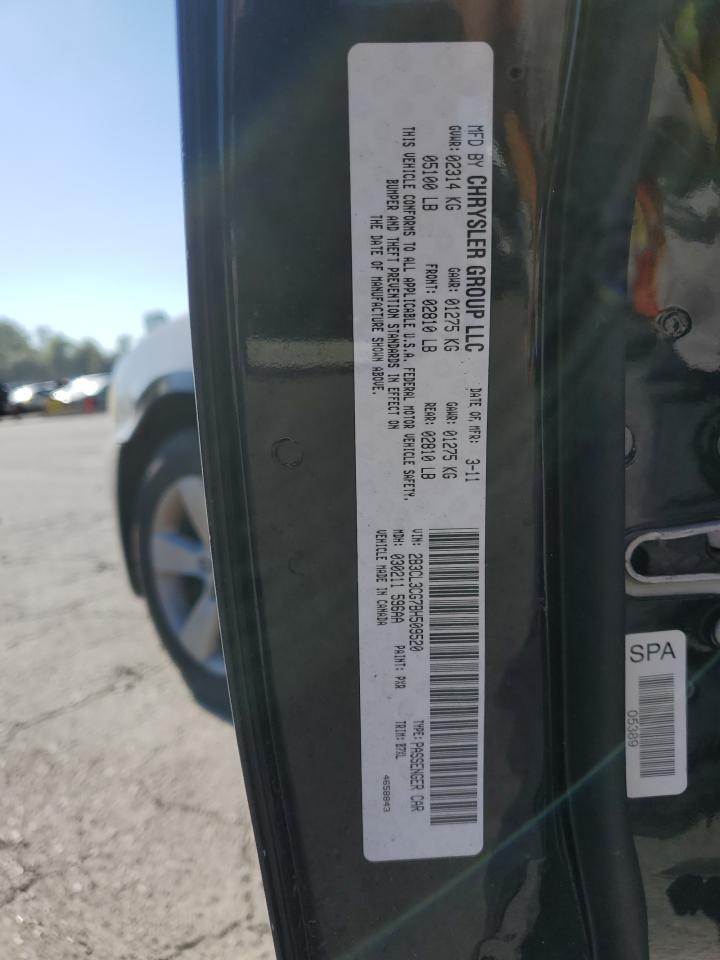 MFD BY CHRYSLER GROUP LLC DATE OF MFR: 3-11
GVWR: 02314 KG GAWR: 01275 KG GAWR: 01275 KG
05100 LB FRONT: 02810 LB REAR: 02810 LB
THIS VEHICLE CONFORMS TO ALL APPLICABLE U.S.A. FEDERAL MOTOR VEHICLE SAFETY,
BUMPER AND THEFT PREVENTION STANDARDS IN EFFECT ON
THE DATE OF MANUFACTURE SHOWN ABOVE.
VIN: 2B3CL3CG7BH509520 TYPE: PASSENGER CAR
MDH: 030211 596AA PAINT: PXR TRIM: B7XL
VEHICLE MADE IN CANADA 4658843
SPA
05389